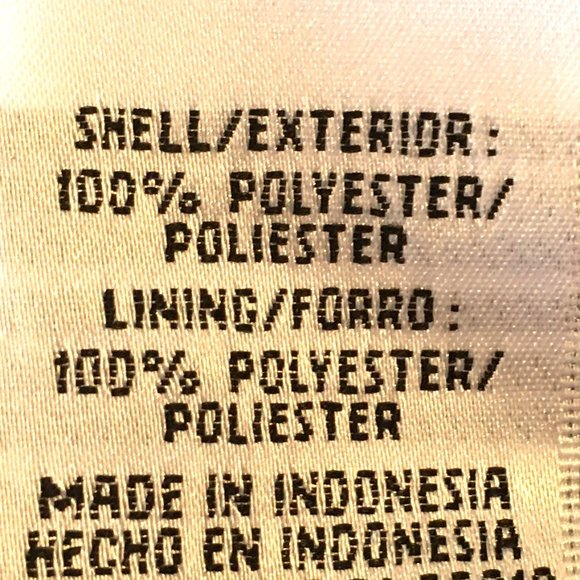 SHELL/EXTERIOR:
100% POLYESTER/
POLIESTER
LINING/FORRO:
100% POLYESTER/
POLIESTER
MADE IN INDONESIA
HECHO EN INDONESIA